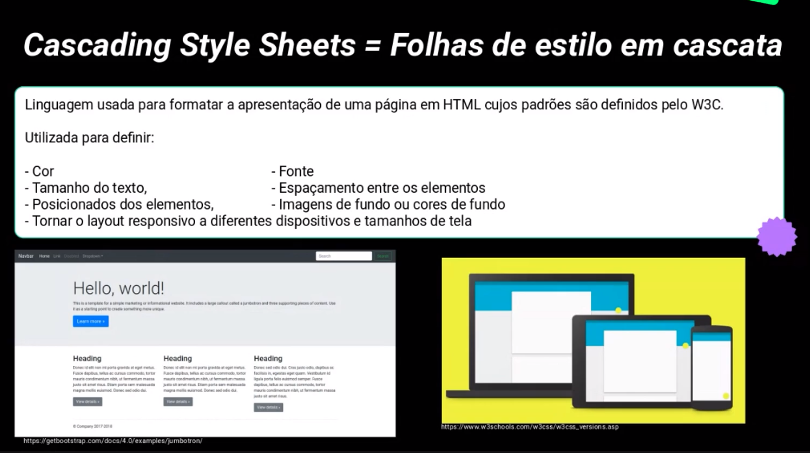 Cascading Style Sheets = Folhas de estilo em cascata
Linguagem usada para formatar a apresentação de uma página em HTML cujos padrões são definidos pelo W3C.
Utilizada para definir:
- Cor
- Tamanho do texto,
- Posicionados dos elementos,
- Fonte
- Espaçamento entre os elementos
- Imagens de fundo ou cores de fundo
- Tornar o layout responsivo a diferentes dispositivos e tamanhos de tela
Navbar Home Link Dropdown
Search
Hello, world!
This is a template for a simple marketing or informational website. It includes a large callout called a jumbotron and three supporting pieces of content. Use
it as a starting point to create something more unique.
Learn more »
Heading
Heading
Heading
View details »
View details »
View details »
© Company 2017-2018
https://getbootstrap.com/docs/4.0/examples/jumbotron/
https://www.w3schools.com/w3css/w3css_versions.asp